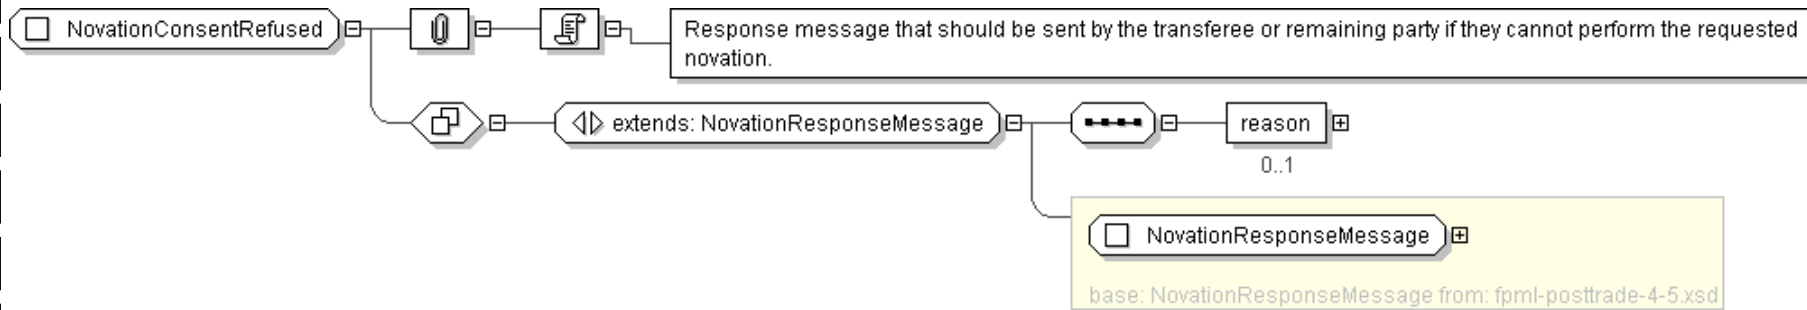 NovationConsentRefused
Response message that should be sent by the transferee or remaining party if they cannot perform the requested
novation.
extends: NovationResponseMessage
reason
0..1
NovationResponseMessage
base: NovationResponseMessage from: fpml-posttrade-4-5.xsd